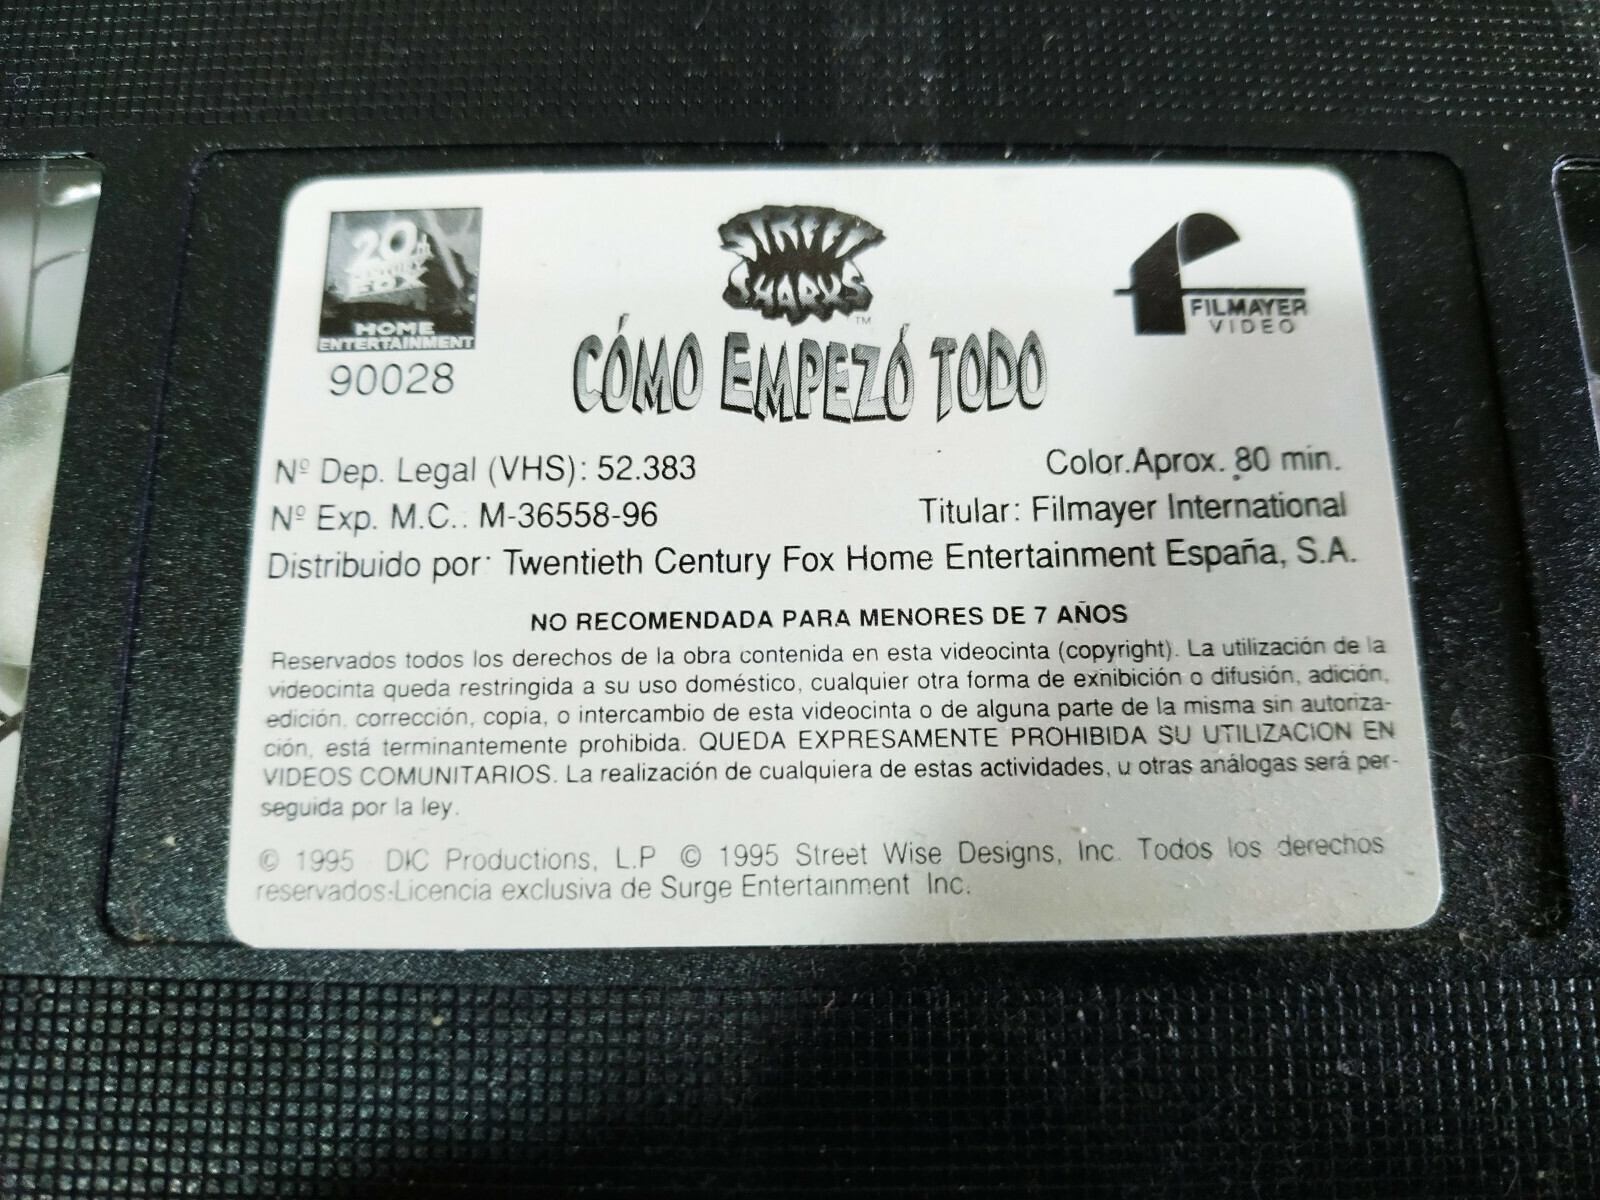 20th
CENTURY
FOX
HOME
ENTERTAINMENT
90028
STREET
SHARKS
™
CÓMO EMPEZÓ TODO
FILMAYER
VIDEO
Nº Dep. Legal (VHS): 52.383
Color.Aprox. 80 min.
Nº Exp. M.C.: M-36558-96
Titular: Filmayer International
Distribuido por: Twentieth Century Fox Home Entertainment España, S.A.
NO RECOMENDADA PARA MENORES DE 7 AÑOS
Reservados todos los derechos de la obra contenida en esta videocinta (copyright). La utilización de la
videocinta queda restringida a su uso doméstico, cualquier otra forma de exhibición o difusión, adición,
edición, corrección, copia, o intercambio de esta videocinta o de alguna parte de la misma sin autoriza-
ción, está terminantemente prohibida. QUEDA EXPRESAMENTE PROHIBIDA SU UTILIZACION EN
VIDEOS COMUNITARIOS. La realización de cualquiera de estas actividades, u otras análogas será per-
seguida por la ley.
© 1995 DIC Productions, L.P © 1995 Street Wise Designs, Inc. Todos los derechos
reservados-Licencia exclusiva de Surge Entertainment Inc.